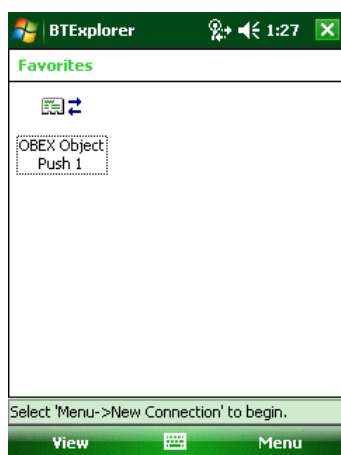 BTExplorer 1:27
Favorites
OBEX Object
Push 1
Select 'Menu->New Connection' to begin.
View Menu